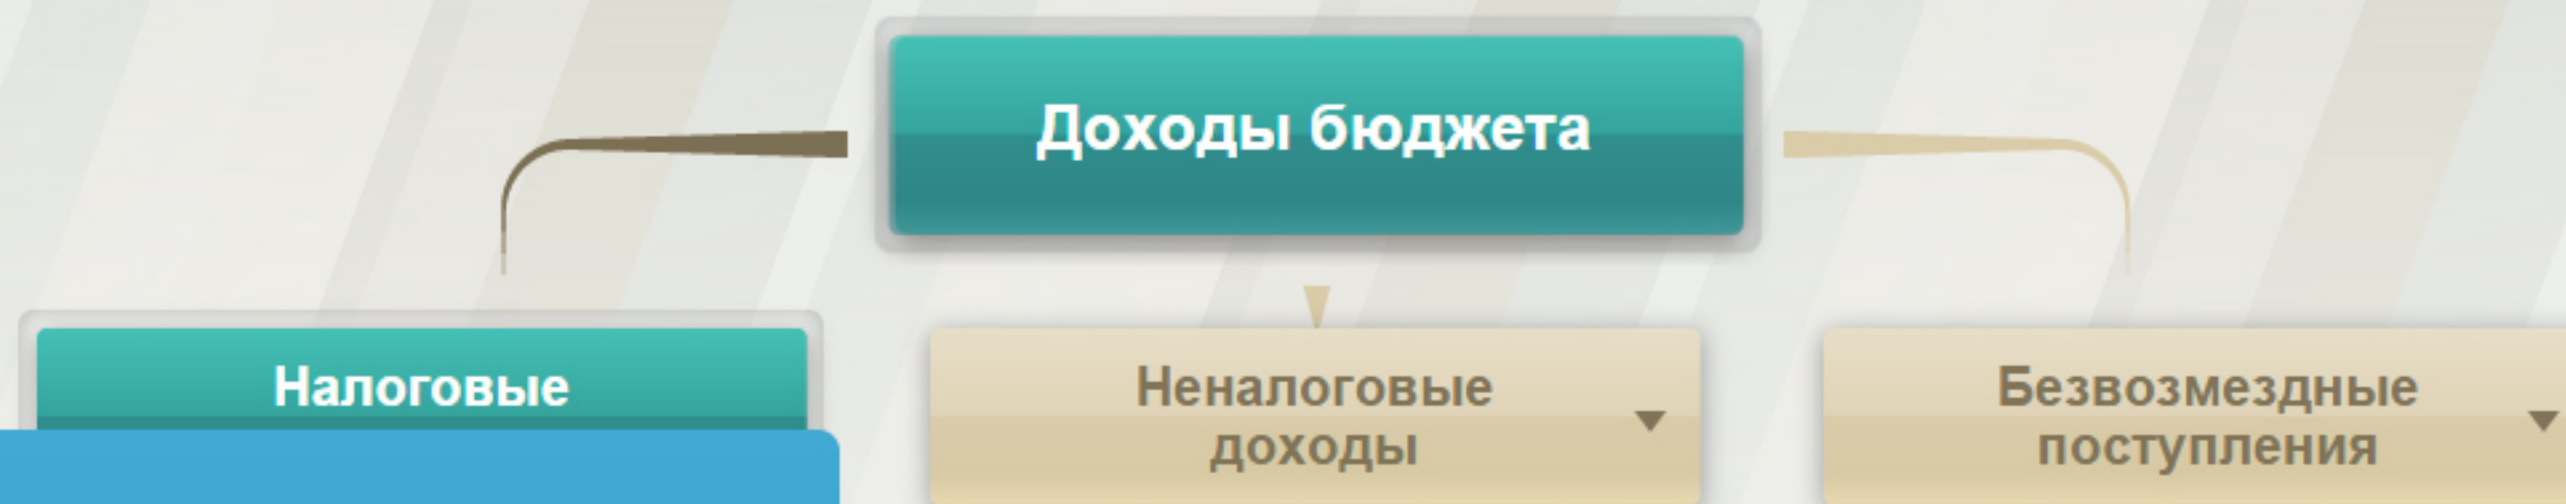 Доходы бюджета
Налоговые
Неналоговые
доходы
Безвозмездные
поступления